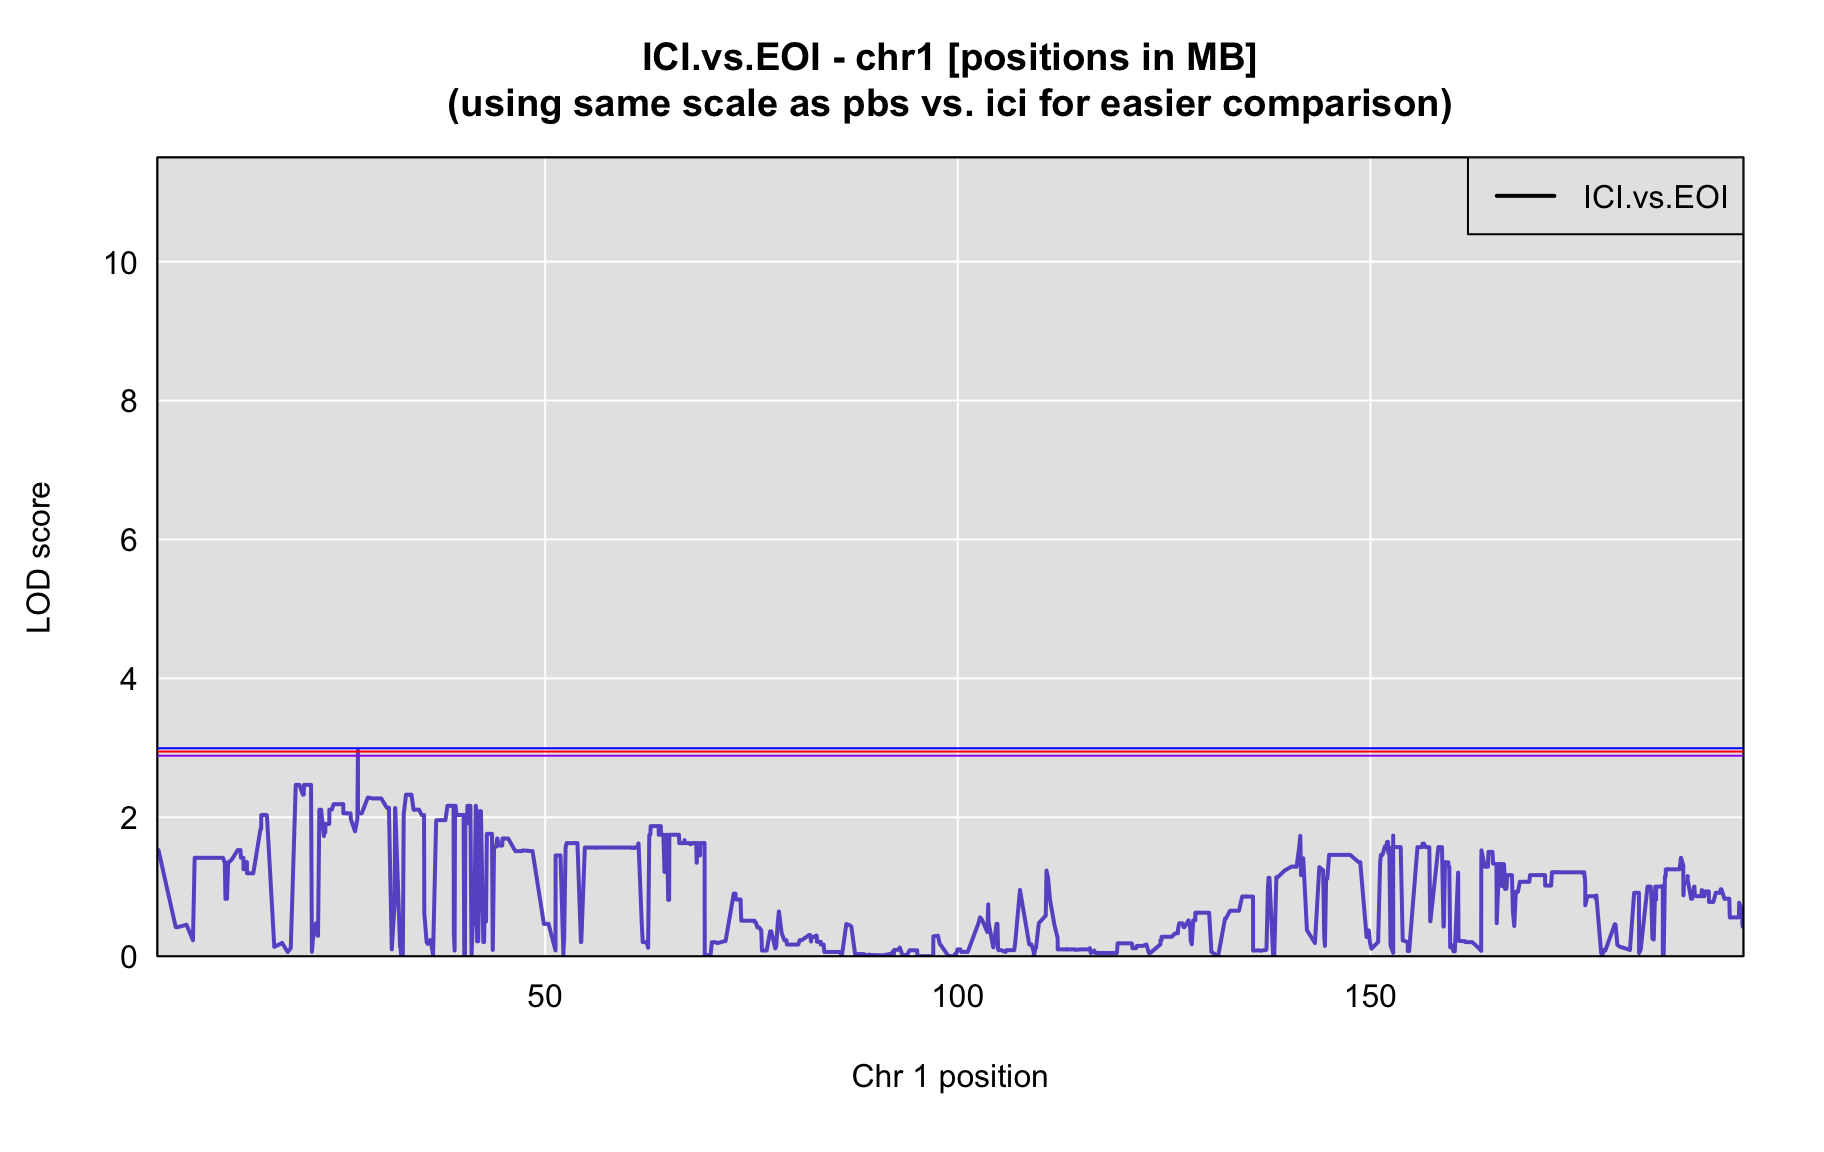 ICI.vs.EOI - chr1 [positions in MB]
(using same scale as pbs vs. ici for easier comparison)
ICI.vs.EOI
10
8
6
4
2
0
LOD score
50
100
150
Chr 1 position